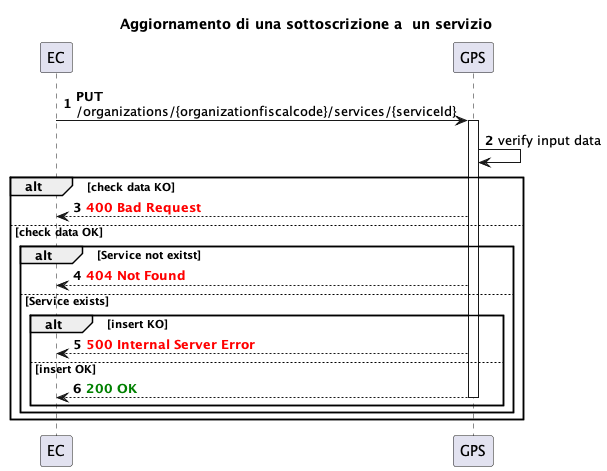 Aggiornamento di una sottoscrizione a  un servizio
EC
GPS
1 PUT
/organizations/{organizationfiscalcode}/services/{serviceId}
2 verify input data
alt [check data KO]
3 400 Bad Request
[check data OK]
alt [Service not exitst]
4 404 Not Found
[Service exists]
alt [insert KO]
5 500 Internal Server Error
[insert OK]
6 200 OK
EC
GPS